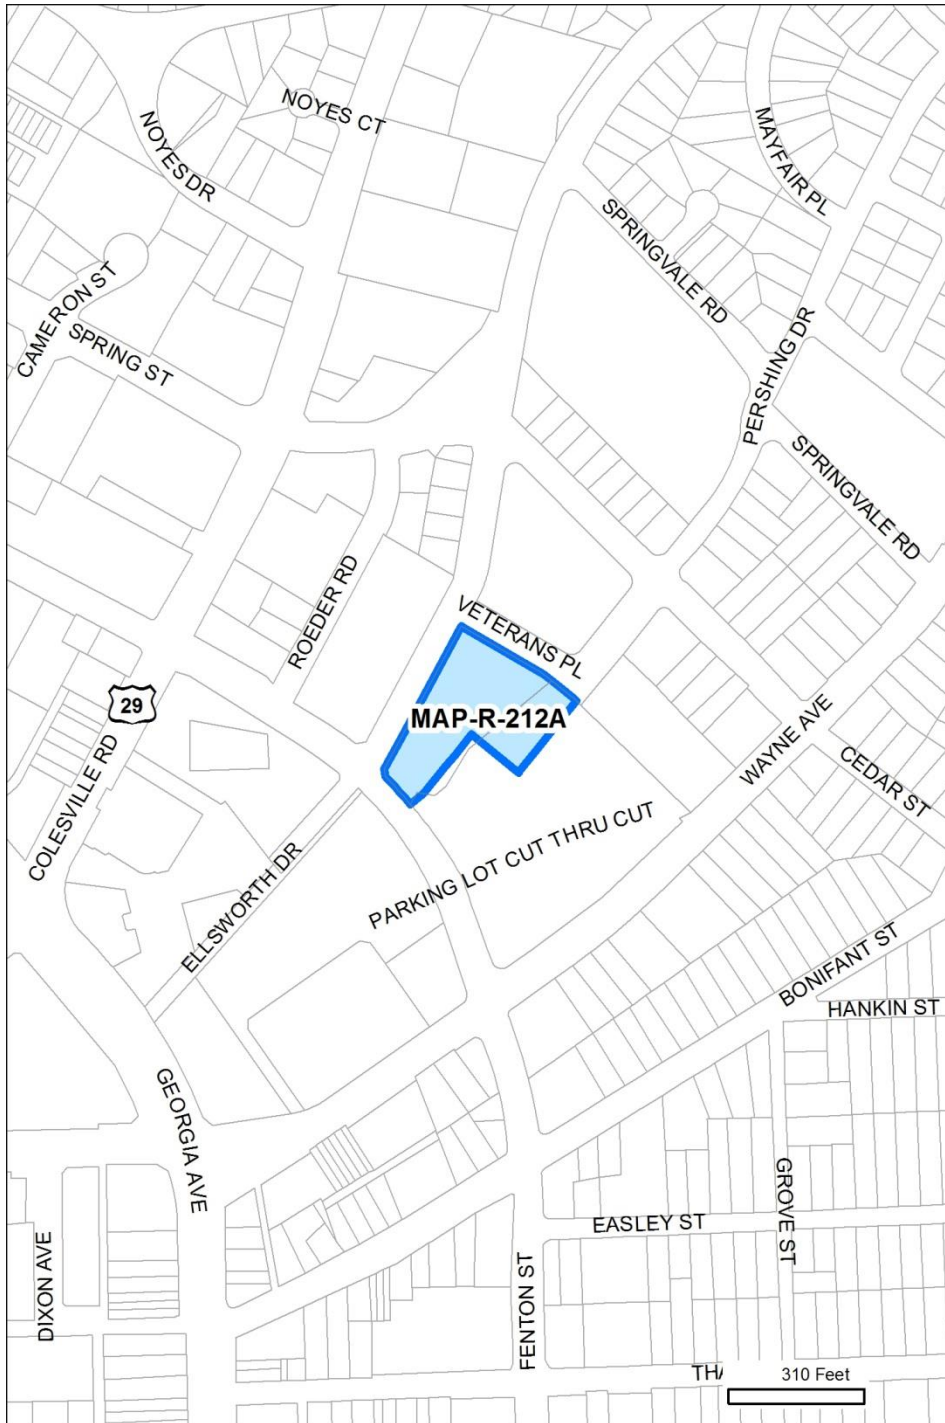 NOYES CT
NOYES DR
MAYFAIR PL
SPRINGVALE RD
CAMERON ST
SPRING ST
PERSHING DR
SPRINGVALE RD
ROEDER RD
VETERANS PL
29
MAP-R-212A
COLESVILLE RD
WAYNE AVE
CEDAR ST
PARKING LOT CUT THRU CUT
ELLSWORTH DR
BONIFANT ST
HANKIN ST
GEORGIA AVE
GROVE ST
EASLEY ST
DIXON AVE
FENTON ST
310 Feet